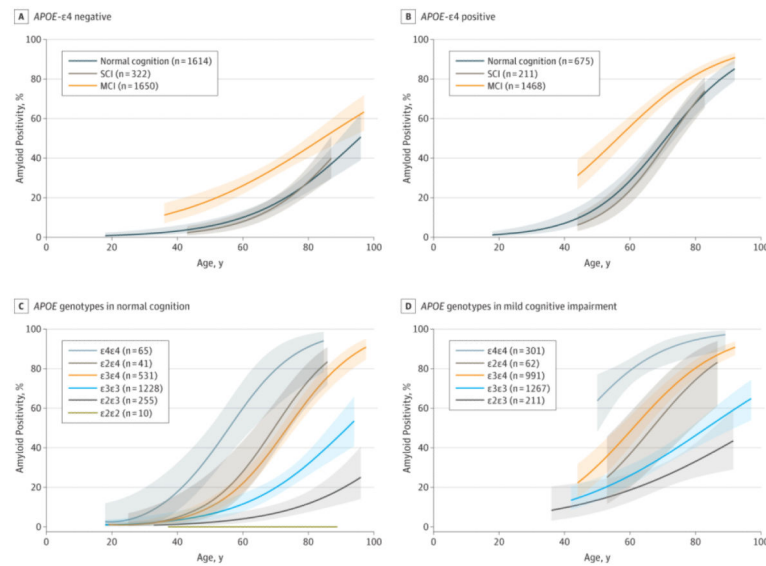 A APOE-ε4 negative
Amyloid Positivity, %
100
80
60
40
20
0
Normal cognition (n = 1614)
SCI (n = 322)
MCI (n = 1650)
0 20 40 60 80 100
Age, y
B APOE-ε4 positive
Amyloid Positivity, %
100
80
60
40
20
0
Normal cognition (n = 675)
SCI (n = 211)
MCI (n = 1468)
0 20 40 60 80 100
Age, y
C APOE genotypes in normal cognition
Amyloid Positivity, %
100
80
60
40
20
0
ε4ε4 (n = 65)
ε2ε4 (n = 41)
ε3ε4 (n = 531)
ε3ε3 (n = 1228)
ε2ε3 (n = 255)
ε2ε2 (n = 10)
0 20 40 60 80 100
Age, y
D APOE genotypes in mild cognitive impairment
Amyloid Positivity, %
100
80
60
40
20
0
ε4ε4 (n = 301)
ε2ε4 (n = 62)
ε3ε4 (n = 991)
ε3ε3 (n = 1267)
ε2ε3 (n = 211)
0 20 40 60 80 100
Age, y